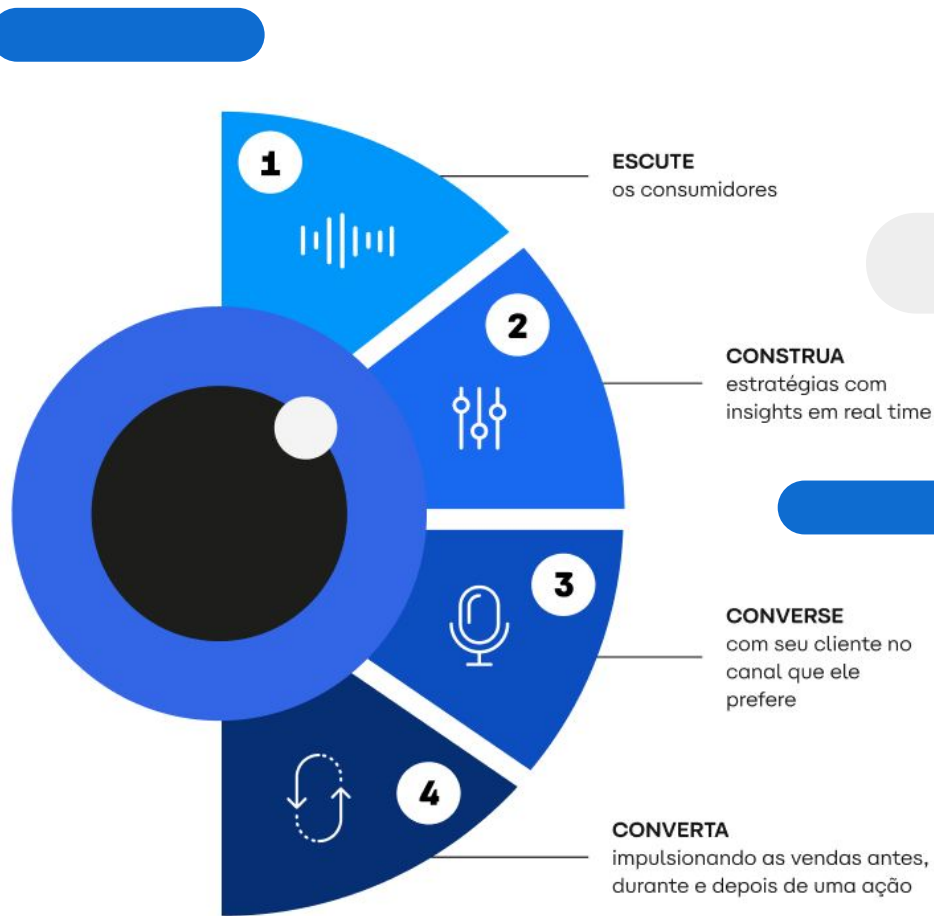 1
ESCUTE
os consumidores
2
CONSTRUA
estratégias com
insights em real time
3
CONVERSE
com seu cliente no
canal que ele
prefere
4
CONVERTA
impulsionando as vendas antes,
durante e depois de uma ação